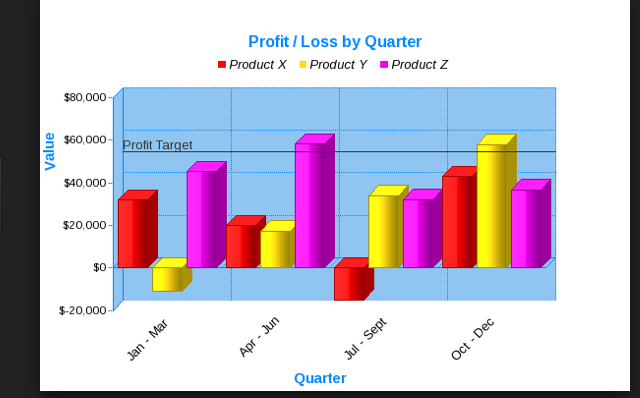 Profit / Loss by Quarter
Product X Product Y Product Z
$80,000
$60,000
$40,000
$20,000
$0
$-20,000
Value
Profit Target
Jan - Mar
Apr - Jun
Jul - Sept
Oct - Dec
Quarter